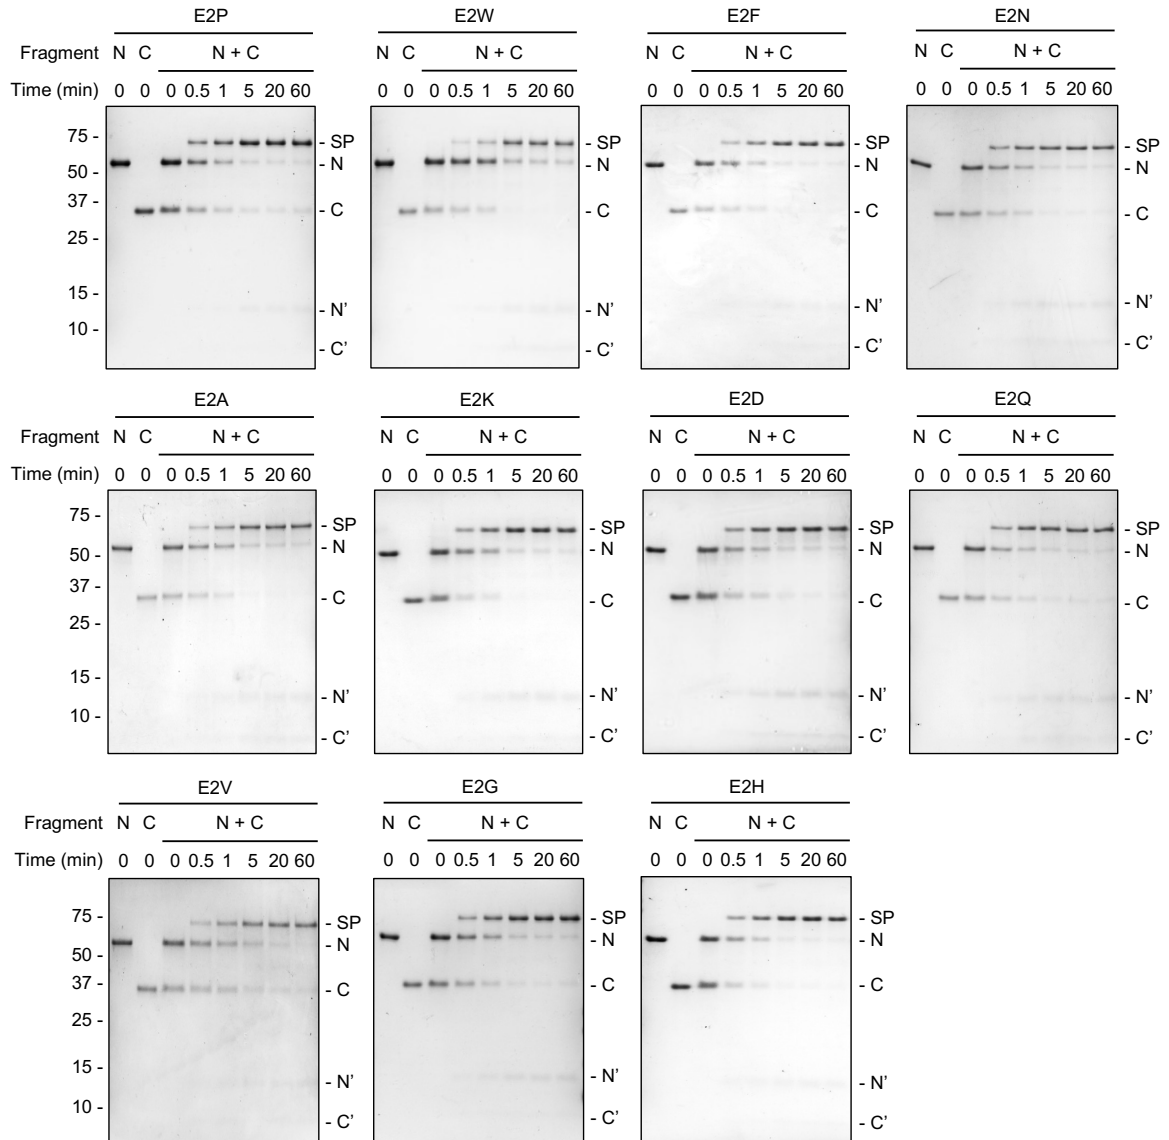 E2P E2W E2F E2N
Fragment N C N + C N C N + C N C N + C N C N + C
Time (min) 0 0 0 0.5 1 5 20 60 0 0 0 0.5 1 5 20 60 0 0 0 0.5 1 5 20 60 0 0 0 0.5 1 5 20 60
75 - - SP - SP - SP - SP
50 - - N - N - N - N
37 - - C - C - C - C
25 -
15 - - N' - N' - N' - N'
10 - - C' - C' - C' - C'
E2A E2K E2D E2Q
Fragment N C N + C N C N + C N C N + C N C N + C
Time (min) 0 0 0 0.5 1 5 20 60 0 0 0 0.5 1 5 20 60 0 0 0 0.5 1 5 20 60 0 0 0 0.5 1 5 20 60
75 - - SP - SP - SP - SP
50 - - N - N - N - N
37 - - C - C - C - C
25 -
15 - - N' - N' - N' - N'
10 - - C' - C' - C' - C'
E2V E2G E2H
Fragment N C N + C N C N + C N C N + C
Time (min) 0 0 0 0.5 1 5 20 60 0 0 0 0.5 1 5 20 60 0 0 0 0.5 1 5 20 60
75 - - SP - SP - SP
50 - - N - N - N
37 - - C - C - C
25 -
15 - - N' - N' - N'
10 - - C' - C' - C'